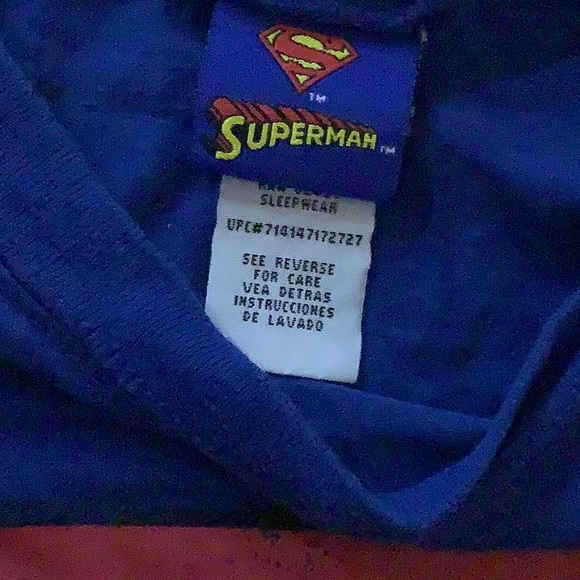 TM
SUPERMAN TM
SLEEPWEAR
UPC#714147172727
SEE REVERSE
FOR CARE
VEA DETRAS
INSTRUCCIONES
DE LAVADO